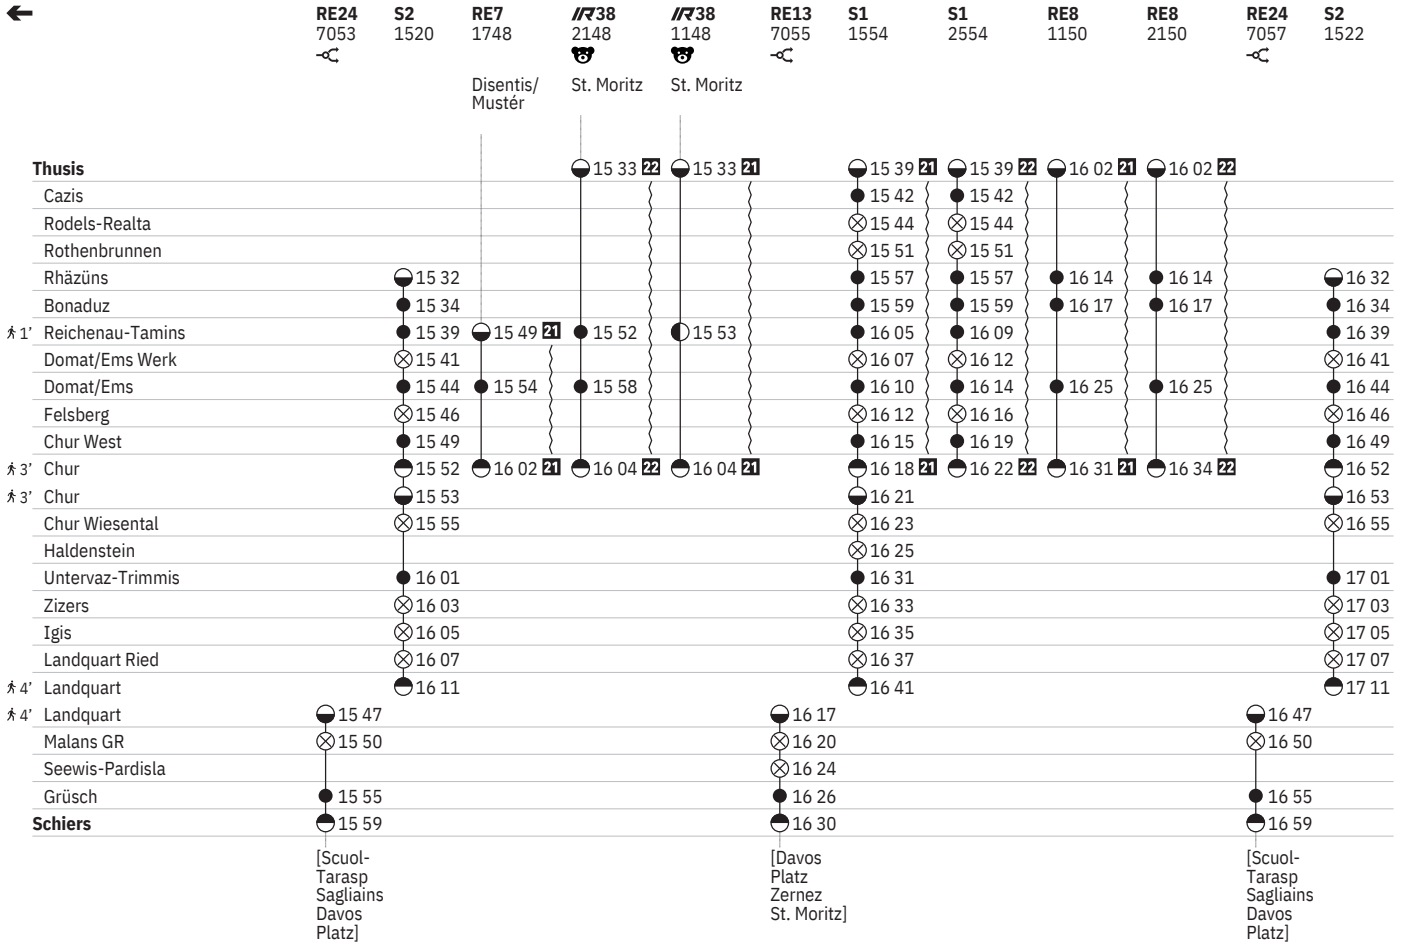 RE24 S2 RE7 IR38 IR38 RE13 S1 S1 RE8 RE8 RE24 S2
7053 1520 1748 2148 1148 7055 1554 2554 1150 2150 7057 1522
Disentis/ St. Moritz St. Moritz
Mustér
Thusis 15 33 22 15 33 21 15 39 21 15 39 22 16 02 21 16 02 22
Cazis 15 42 15 42
Rodels-Realta 15 44 15 44
Rothenbrunnen 15 51 15 51
Rhäzüns 15 32 15 57 15 57 16 14 16 14 16 32
Bonaduz 15 34 15 59 15 59 16 17 16 17 16 34
1’ Reichenau-Tamins 15 39 15 49 21 15 52 15 53 16 05 16 09 16 39
Domat/Ems Werk 15 41 16 07 16 12 16 41
Domat/Ems 15 44 15 54 15 58 16 10 16 14 16 25 16 25 16 44
Felsberg 15 46 16 12 16 16 16 46
Chur West 15 49 16 15 16 19 16 49
3’ Chur 15 52 16 02 21 16 04 22 16 04 21 16 18 21 16 22 22 16 31 21 16 34 22 16 52
3’ Chur 15 53 16 21 16 53
Chur Wiesental 15 55 16 23 16 55
Haldenstein 16 25
Untervaz-Trimmis 16 01 16 31 17 01
Zizers 16 03 16 33 17 03
Igis 16 05 16 35 17 05
Landquart Ried 16 07 16 37 17 07
4’ Landquart 16 11 16 41 17 11
4’ Landquart 15 47 16 17 16 47
Malans GR 15 50 16 20 16 50
Seewis-Pardisla 16 24
Grüsch 15 55 16 26 16 55
Schiers 15 59 16 30 16 59
[Scuol- [Davos [Scuol-
Tarasp Platz Tarasp
Sagliains Zernez Sagliains
Davos St. Moritz] Davos
Platz] Platz]